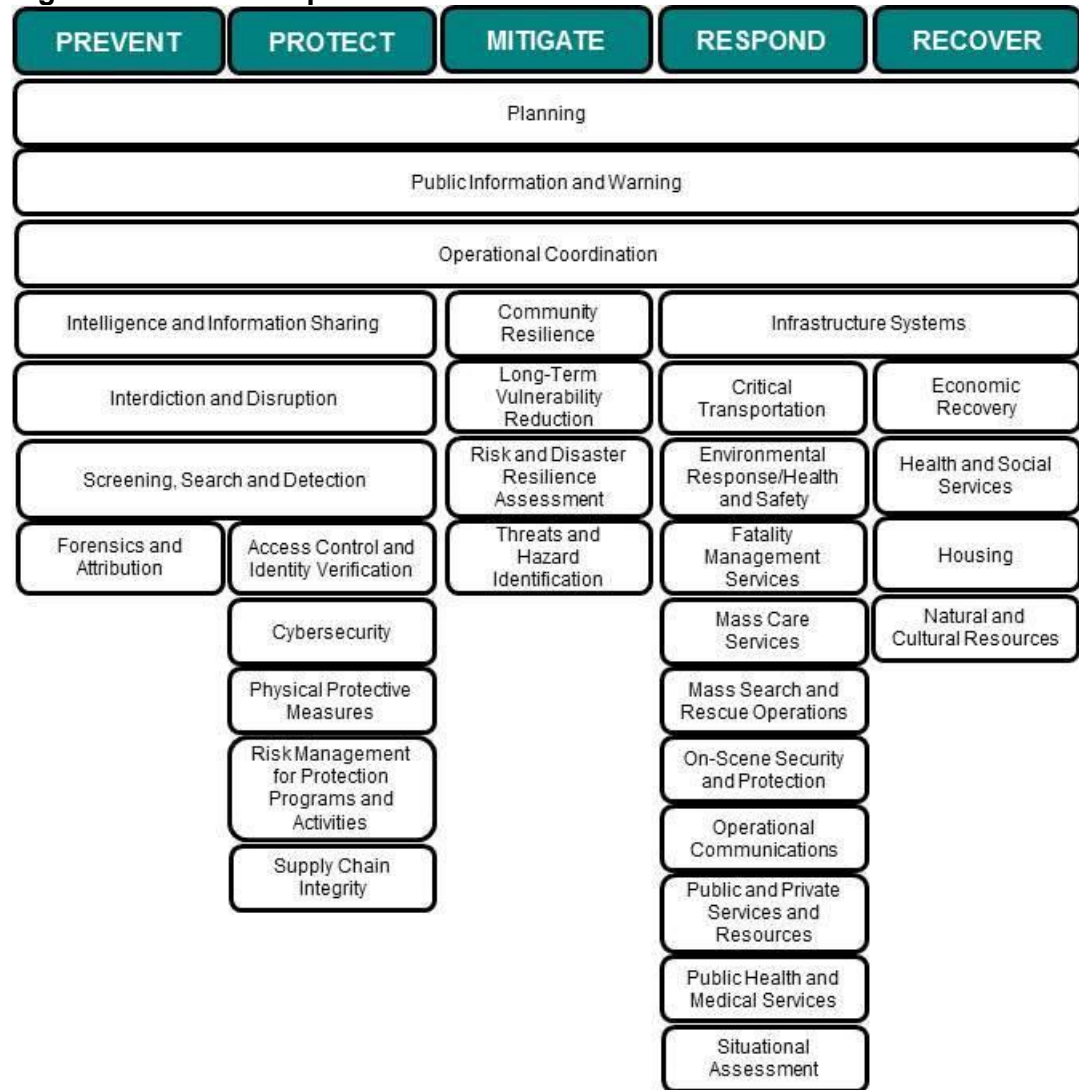 PREVENT
PROTECT
MITIGATE
RESPOND
RECOVER
Planning
Public Information and Warning
Operational Coordination
Intelligence and Information Sharing
Community
Resilience
Infrastructure Systems
Interdiction and Disruption
Long-Term
Vulnerability
Reduction
Critical
Transportation
Economic
Recovery
Screening, Search and Detection
Risk and Disaster
Resilience
Assessment
Environmental
Response/Health
and Safety
Health and Social
Services
Forensics and
Attribution
Access Control and
Identity Verification
Threats and
Hazard
Identification
Fatality
Management
Services
Housing
Cybersecurity
Mass Care
Services
Natural and
Cultural Resources
Physical Protective
Measures
Mass Search and
Rescue Operations
Risk Management
for Protection
Programs and
Activities
On-Scene Security
and Protection
Supply Chain
Integrity
Operational
Communications
Public and Private
Services and
Resources
Public Health and
Medical Services
Situational
Assessment